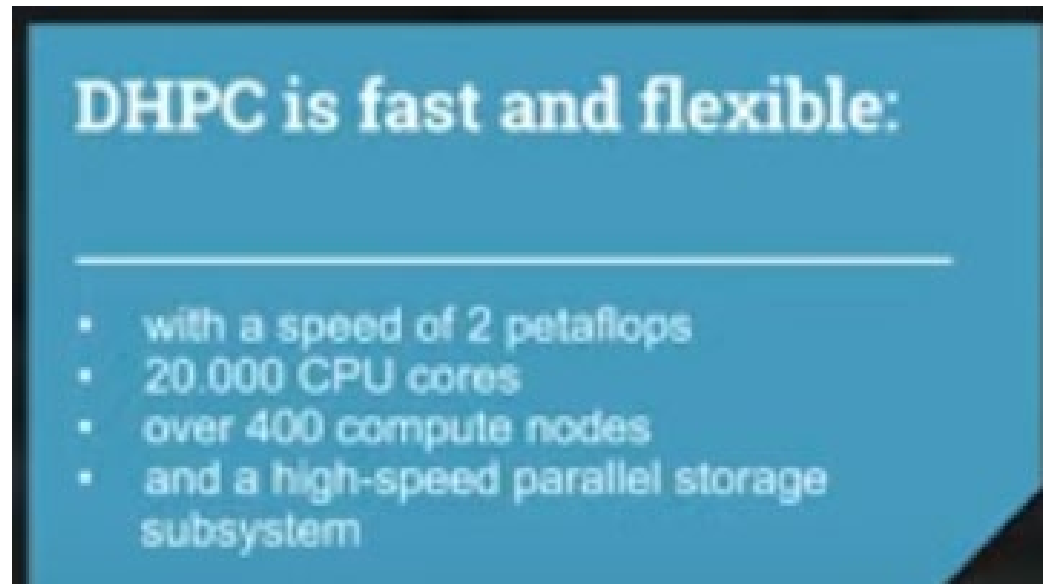 DHPC is fast and flexible:
▪ with a speed of 2 petaflops
▪ 20.000 CPU cores
▪ over 400 compute nodes
▪ and a high-speed parallel storage
subsystem